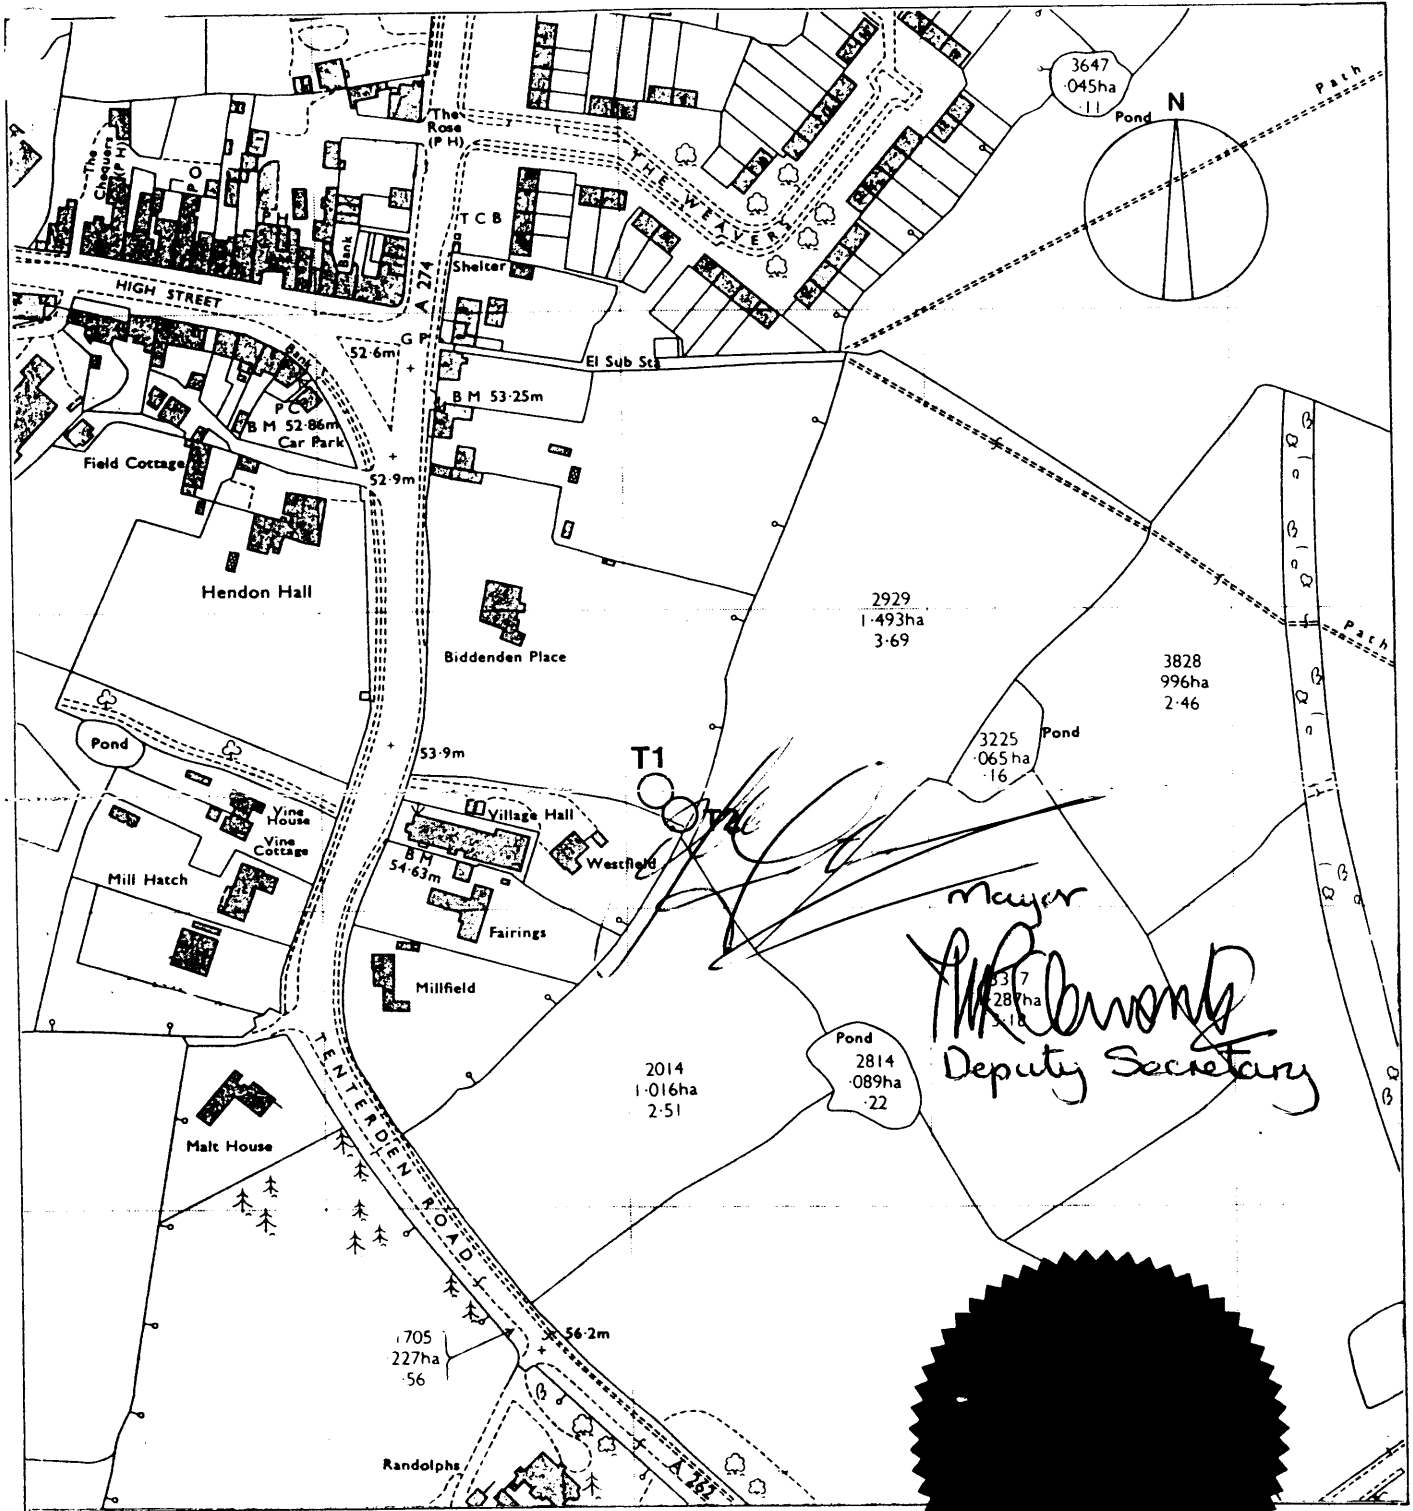 3647
·045ha
·11
Pond
Path
N
The
Rose
(P H)
The
Chequers
(P H)
P O
THE WEAVERS
T C B
Bank
Shelter
A 274
HIGH STREET
G P
52·6m
El Sub Sta
Bank
B M 53·25m
P C
B M 52·86m
Car Park
Field Cottage
52·9m
Hendon Hall
2929
1·493ha
3·69
Path
Biddenden Place
3828
996ha
2·46
Pond
53·9m
T1
3225
·065ha
·16
Pond
T2
Vine
House
Vine
Cottage
Village Hall
Westfield
B M
54·63m
Mill Hatch
Mayor
Fairings
Millfield
287ha
Deputy Secretary
Pond
2814
·089ha
·22
2014
1·016ha
2·51
TENTERDEN ROAD
Malt House
56·2m
705
227ha
·56
Randolphs
A 262